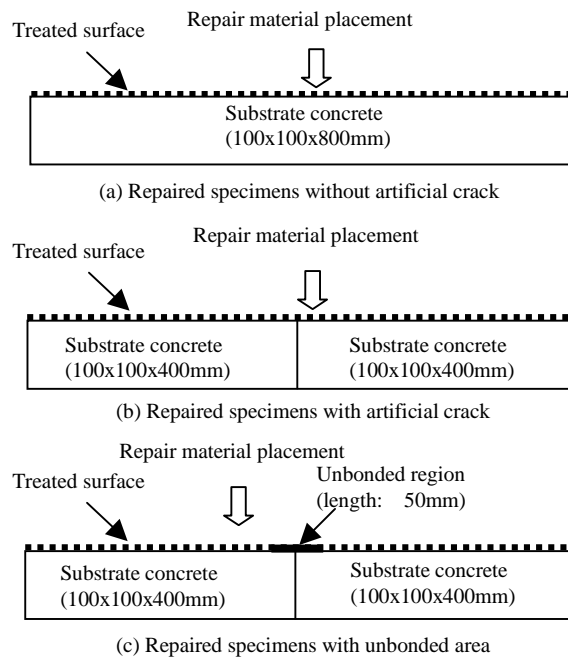 Repair material placement
Treated surface
Substrate concrete
(100x100x800mm)
(a) Repaired specimens without artificial crack
Repair material placement
Treated surface
Substrate concrete
(100x100x400mm)
Substrate concrete
(100x100x400mm)
(b) Repaired specimens with artificial crack
Repair material placement
Treated surface
Unbonded region
(length: 50mm)
Substrate concrete
(100x100x400mm)
Substrate concrete
(100x100x400mm)
(c) Repaired specimens with unbonded area